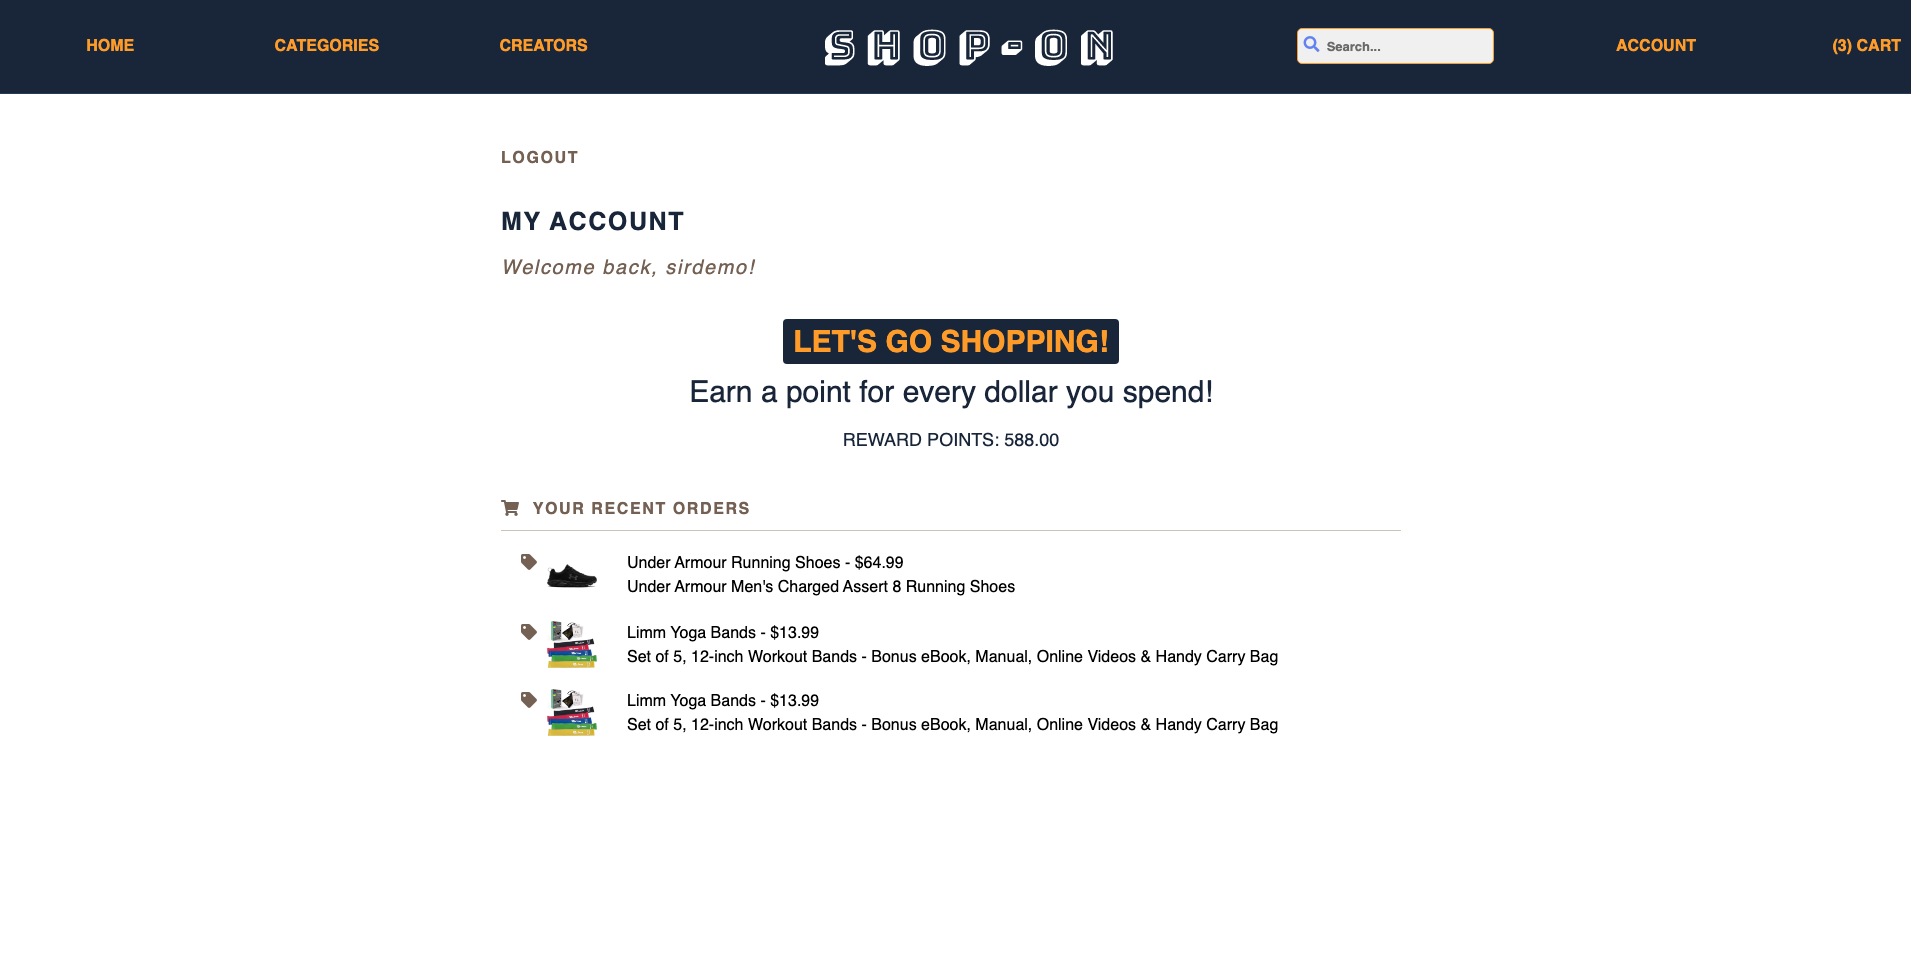 HOME CATEGORIES CREATORS SHOP-ON Search... ACCOUNT (3) CART
LOGOUT
MY ACCOUNT
Welcome back, sirdemo!
LET'S GO SHOPPING!
Earn a point for every dollar you spend!
REWARD POINTS: 588.00
YOUR RECENT ORDERS
Under Armour Running Shoes - $64.99
Under Armour Men's Charged Assert 8 Running Shoes
Limm Yoga Bands - $13.99
Set of 5, 12-inch Workout Bands - Bonus eBook, Manual, Online Videos & Handy Carry Bag
Limm Yoga Bands - $13.99
Set of 5, 12-inch Workout Bands - Bonus eBook, Manual, Online Videos & Handy Carry Bag